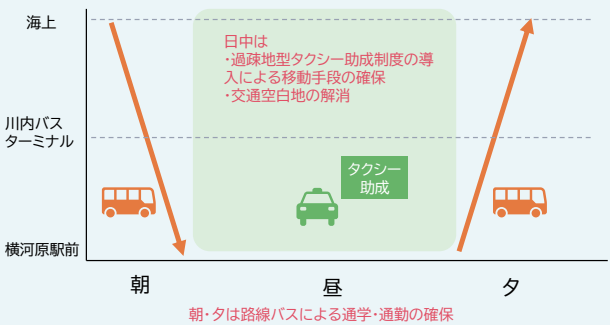 海上
日中は
・過疎地型タクシー助成制度の導
入による移動手段の確保
・交通空白地の解消
川内バス
ターミナル
タクシー
助成
横河原駅前
朝
昼
夕
朝・夕は路線バスによる通学・通勤の確保